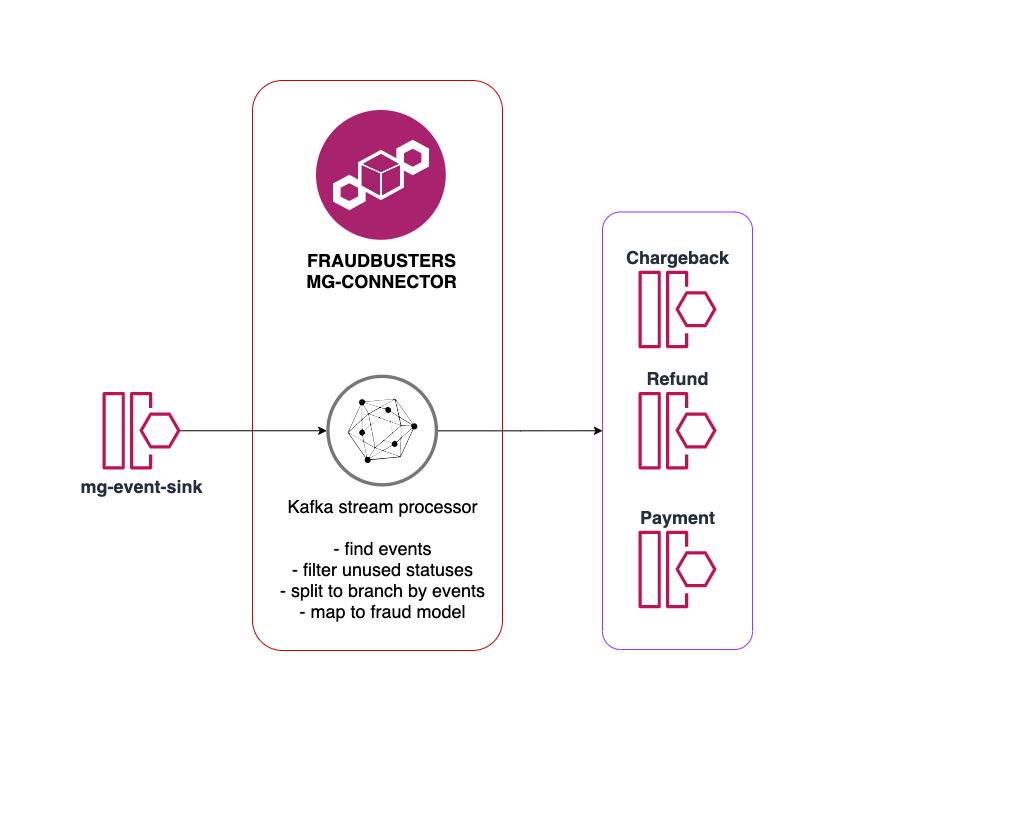 FRAUDBUSTERS
MG-CONNECTOR
mg-event-sink
Kafka stream processor
- find events
- filter unused statuses
- split to branch by events
- map to fraud model
Chargeback
Refund
Payment